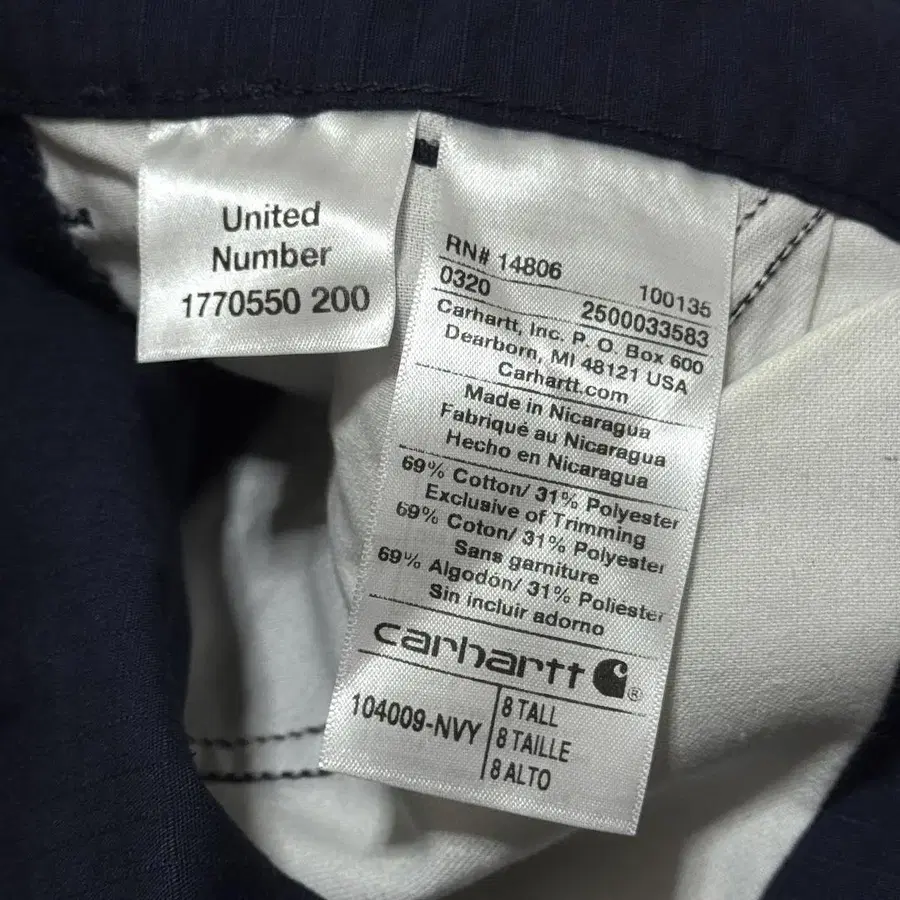 United
Number
1770550 200
RN# 14806
100135
0320 2500033583
Carhartt, Inc. P. O. Box 600
Dearborn, MI 48121 USA
Carhartt.com
Made in Nicaragua
Fabriqué au Nicaragua
Hecho en Nicaragua
69% Cotton/ 31% Polyester
Exclusive of Trimming
69% Coton/ 31% Polyester
Sans garniture
69% Algodón/ 31% Poliéster
Sin incluir adorno
carhartt ®
104009-NVY
8 TALL
8 TAILLE
8 ALTO